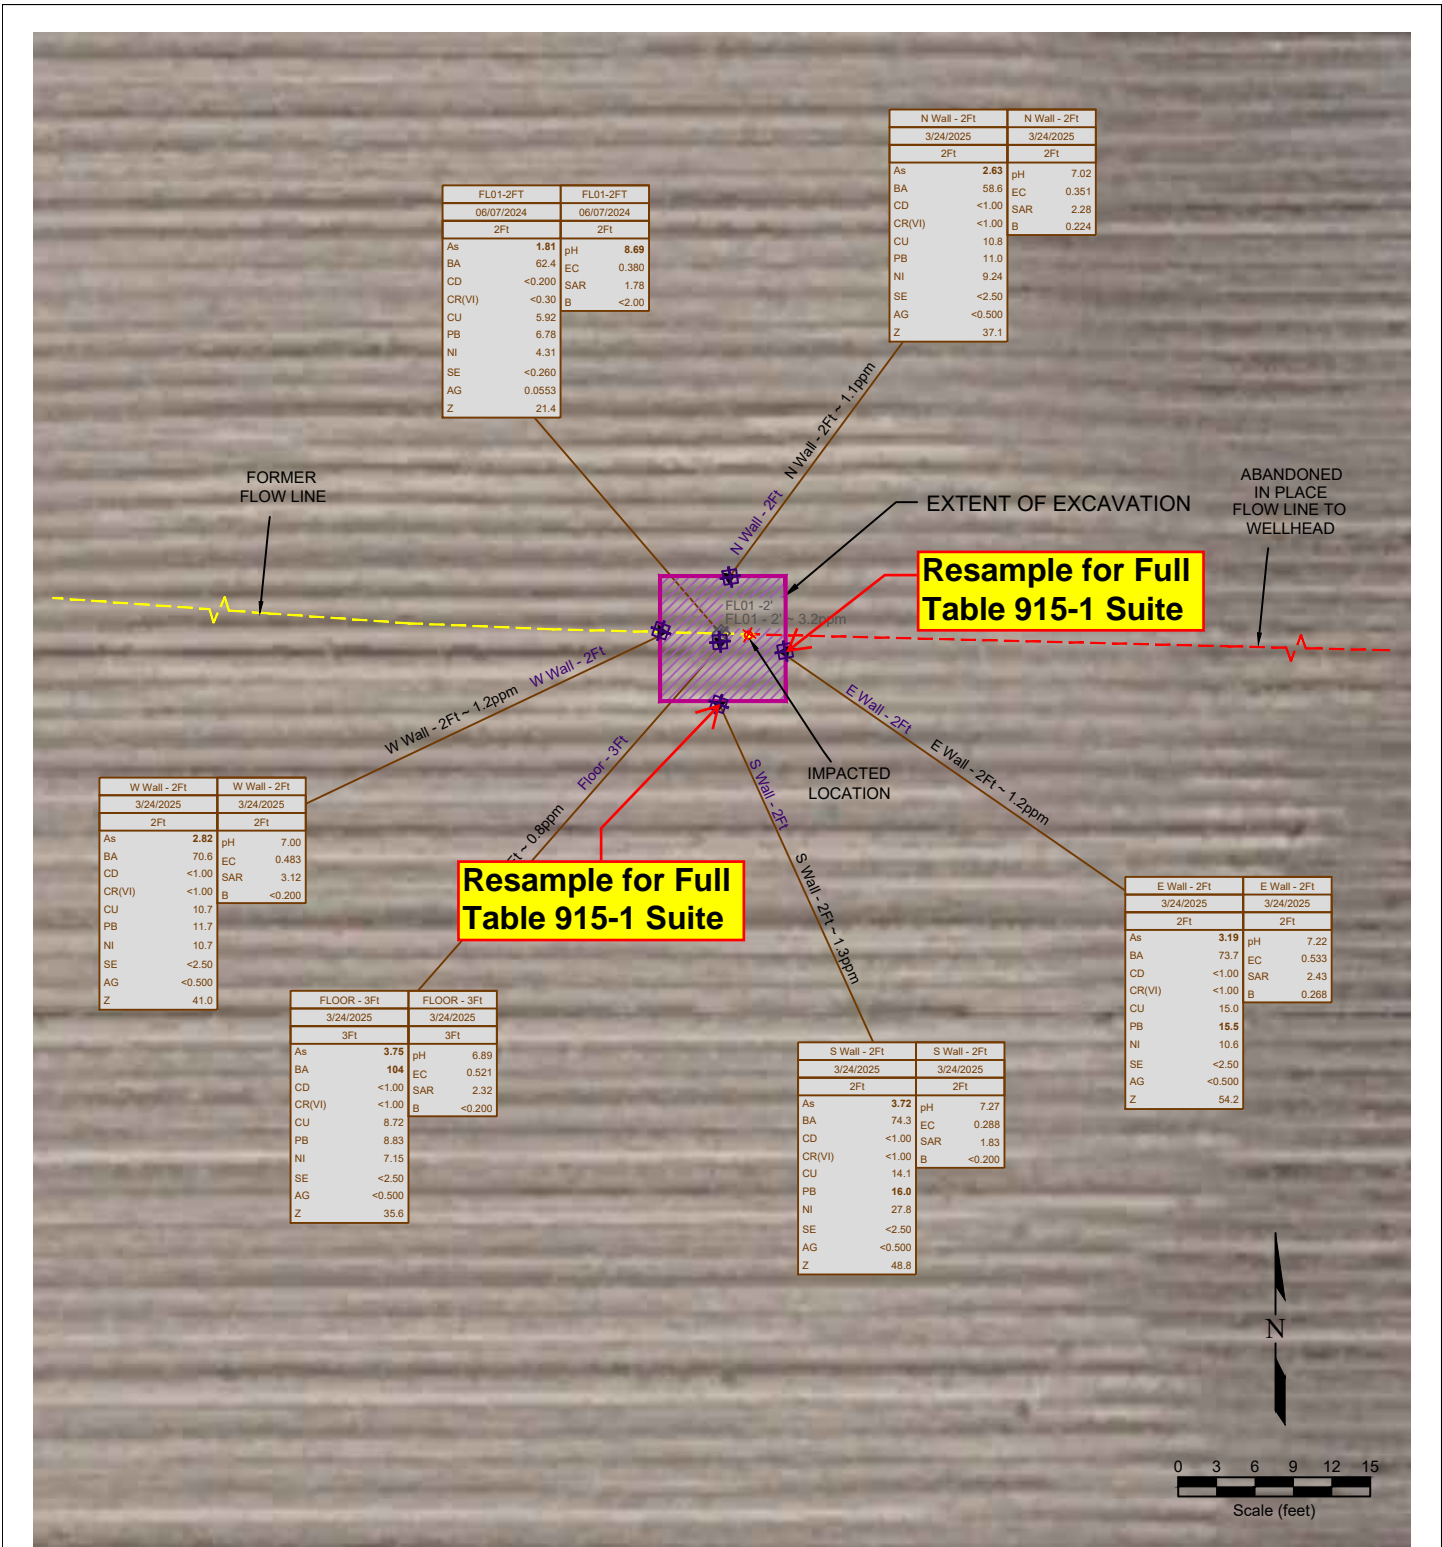 N Wall - 2Ft N Wall - 2Ft
3/24/2025 3/24/2025
2Ft 2Ft
As 2.63 pH 7.02
BA 58.6 EC 0.351
CD <1.00 SAR 2.28
CR(VI) <1.00 B 0.224
CU 10.8
PB 11.0
NI 9.24
SE <2.50
AG <0.500
Z 37.1
FL01-2FT FL01-2FT
06/07/2024 06/07/2024
2Ft 2Ft
As 1.81 pH 8.69
BA 62.4 EC 0.380
CD <0.200 SAR 1.78
CR(VI) <0.30 B <2.00
CU 5.92
PB 6.78
NI 4.31
SE <0.260
AG 0.0553
Z 21.4
N Wall - 2Ft ~ 1.1ppm
N Wall - 2Ft
FORMER
FLOW LINE
EXTENT OF EXCAVATION
ABANDONED
IN PLACE
FLOW LINE TO
WELLHEAD
Resample for Full
Table 915-1 Suite
FL01 -2'
FL01 - 2' ~ 3.2ppm
W Wall - 2Ft
W Wall - 2Ft ~ 1.2ppm
Floor - 3Ft
Ft ~ 0.8ppm
S Wall - 2Ft
S Wall - 2Ft ~ 1.3ppm
E Wall - 2Ft
E Wall - 2Ft ~ 1.2ppm
IMPACTED
LOCATION
Resample for Full
Table 915-1 Suite
W Wall - 2Ft W Wall - 2Ft
3/24/2025 3/24/2025
2Ft 2Ft
As 2.82 pH 7.00
BA 70.6 EC 0.483
CD <1.00 SAR 3.12
CR(VI) <1.00 B <0.200
CU 10.7
PB 11.7
NI 10.7
SE <2.50
AG <0.500
Z 41.0
E Wall - 2Ft E Wall - 2Ft
3/24/2025 3/24/2025
2Ft 2Ft
As 3.19 pH 7.22
BA 73.7 EC 0.533
CD <1.00 SAR 2.43
CR(VI) <1.00 B 0.268
CU 15.0
PB 15.5
NI 10.6
SE <2.50
AG <0.500
Z 54.2
FLOOR - 3Ft FLOOR - 3Ft
3/24/2025 3/24/2025
3Ft 3Ft
As 3.75 pH 6.89
BA 104 EC 0.521
CD <1.00 SAR 2.32
CR(VI) <1.00 B <0.200
CU 8.72
PB 8.83
NI 7.15
SE <2.50
AG <0.500
Z 35.6
S Wall - 2Ft S Wall - 2Ft
3/24/2025 3/24/2025
2Ft 2Ft
As 3.72 pH 7.27
BA 74.3 EC 0.288
CD <1.00 SAR 1.83
CR(VI) <1.00 B <0.200
CU 14.1
PB 16.0
NI 27.8
SE <2.50
AG <0.500
Z 48.8
N
0 3 6 9 12 15
Scale (feet)